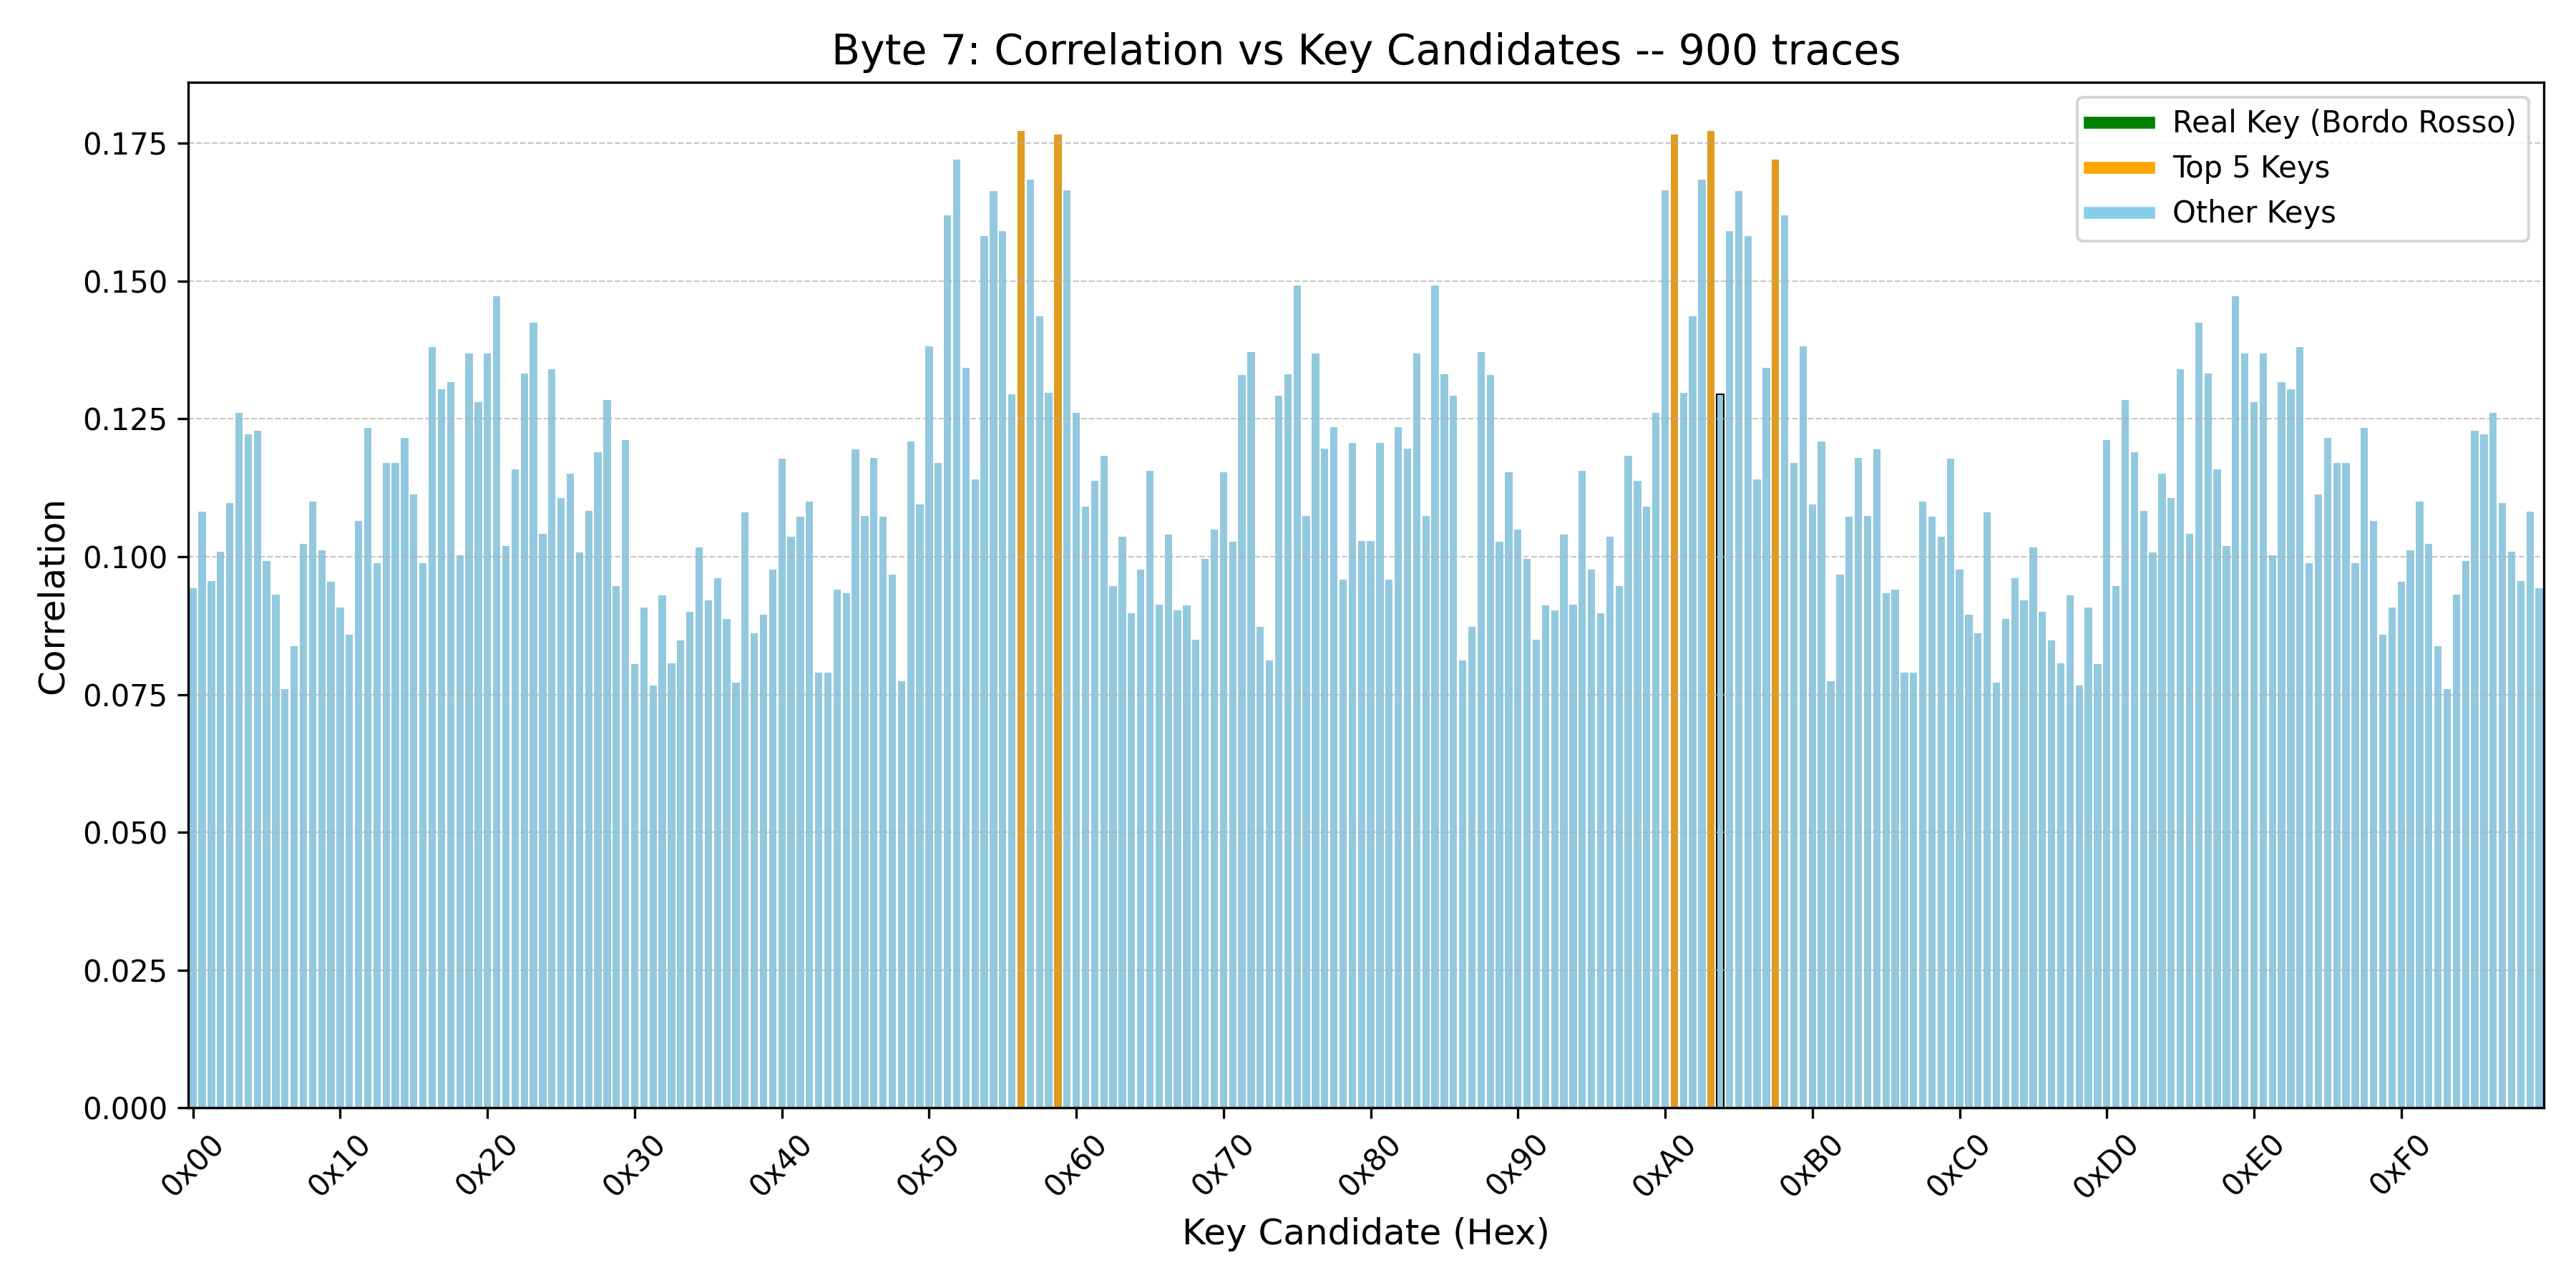 Byte 7: Correlation vs Key Candidates -- 900 traces
Real Key (Bordo Rosso)
Top 5 Keys
Other Keys
Correlation
0.175
0.150
0.125
0.100
0.075
0.050
0.025
0.000
0x00 0x10 0x20 0x30 0x40 0x50 0x60 0x70 0x80 0x90 0xA0 0xB0 0xC0 0xD0 0xE0 0xF0
Key Candidate (Hex)